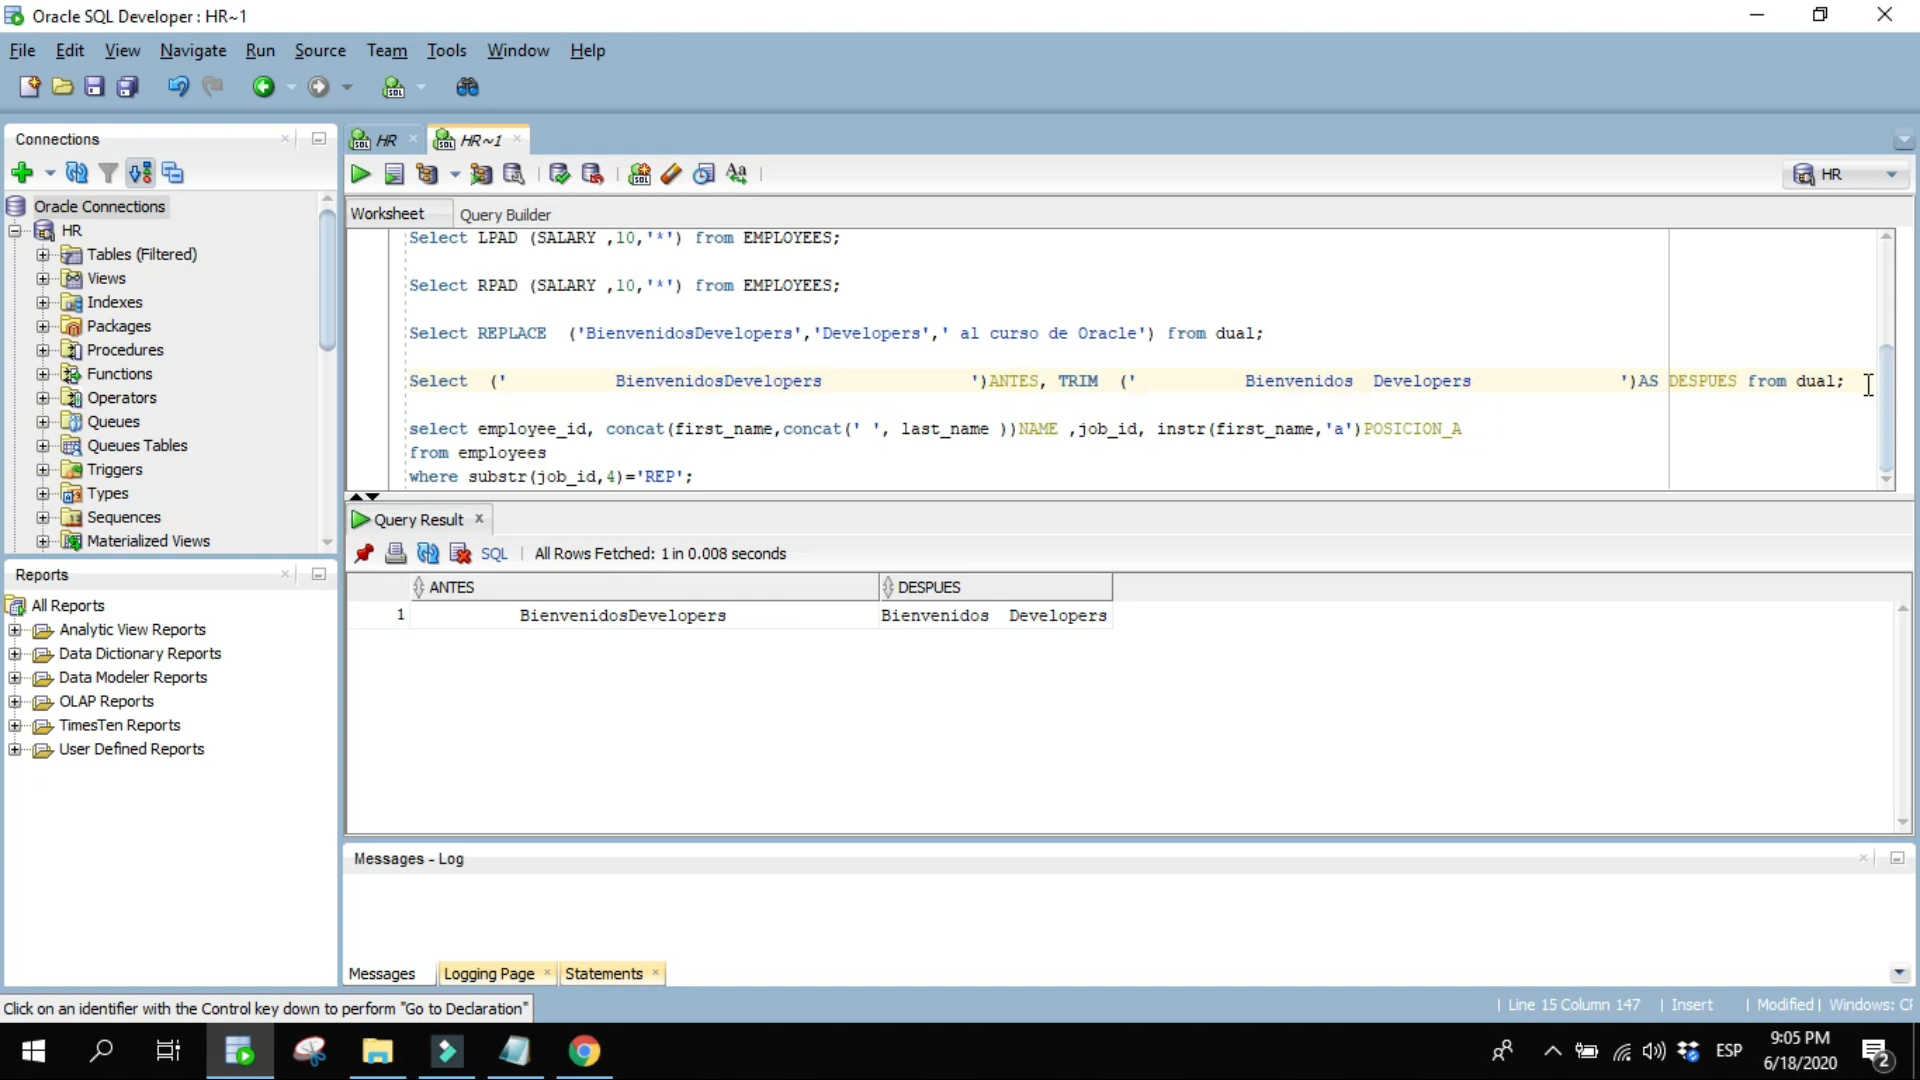 Oracle SQL Developer : HR~1
File Edit View Navigate Run Source Team Tools Window Help
Connections
Oracle Connections
HR
Tables (Filtered)
Views
Indexes
Packages
Procedures
Functions
Operators
Queues
Queues Tables
Triggers
Types
Sequences
Materialized Views
Reports
All Reports
Analytic View Reports
Data Dictionary Reports
Data Modeler Reports
OLAP Reports
TimesTen Reports
User Defined Reports
HR HR~1
HR
Worksheet Query Builder
Select LPAD (SALARY ,10,'*') from EMPLOYEES;
Select RPAD (SALARY ,10,'*') from EMPLOYEES;
Select REPLACE ('BienvenidosDevelopers','Developers',' al curso de Oracle') from dual;
Select (' BienvenidosDevelopers ')ANTES, TRIM (' Bienvenidos Developers ')AS DESPUES from dual;
select employee_id, concat(first_name,concat(' ', last_name ))NAME ,job_id, instr(first_name,'a')POSICION_A
from employees
where substr(job_id,4)='REP';
Query Result
SQL All Rows Fetched: 1 in 0.008 seconds
ANTES DESPUES
1 BienvenidosDevelopers Bienvenidos Developers
Messages - Log
Messages Logging Page Statements
Click on an identifier with the Control key down to perform "Go to Declaration"
Line 15 Column 147 Insert Modified Windows:
ESP
9:05 PM
6/18/2020
2